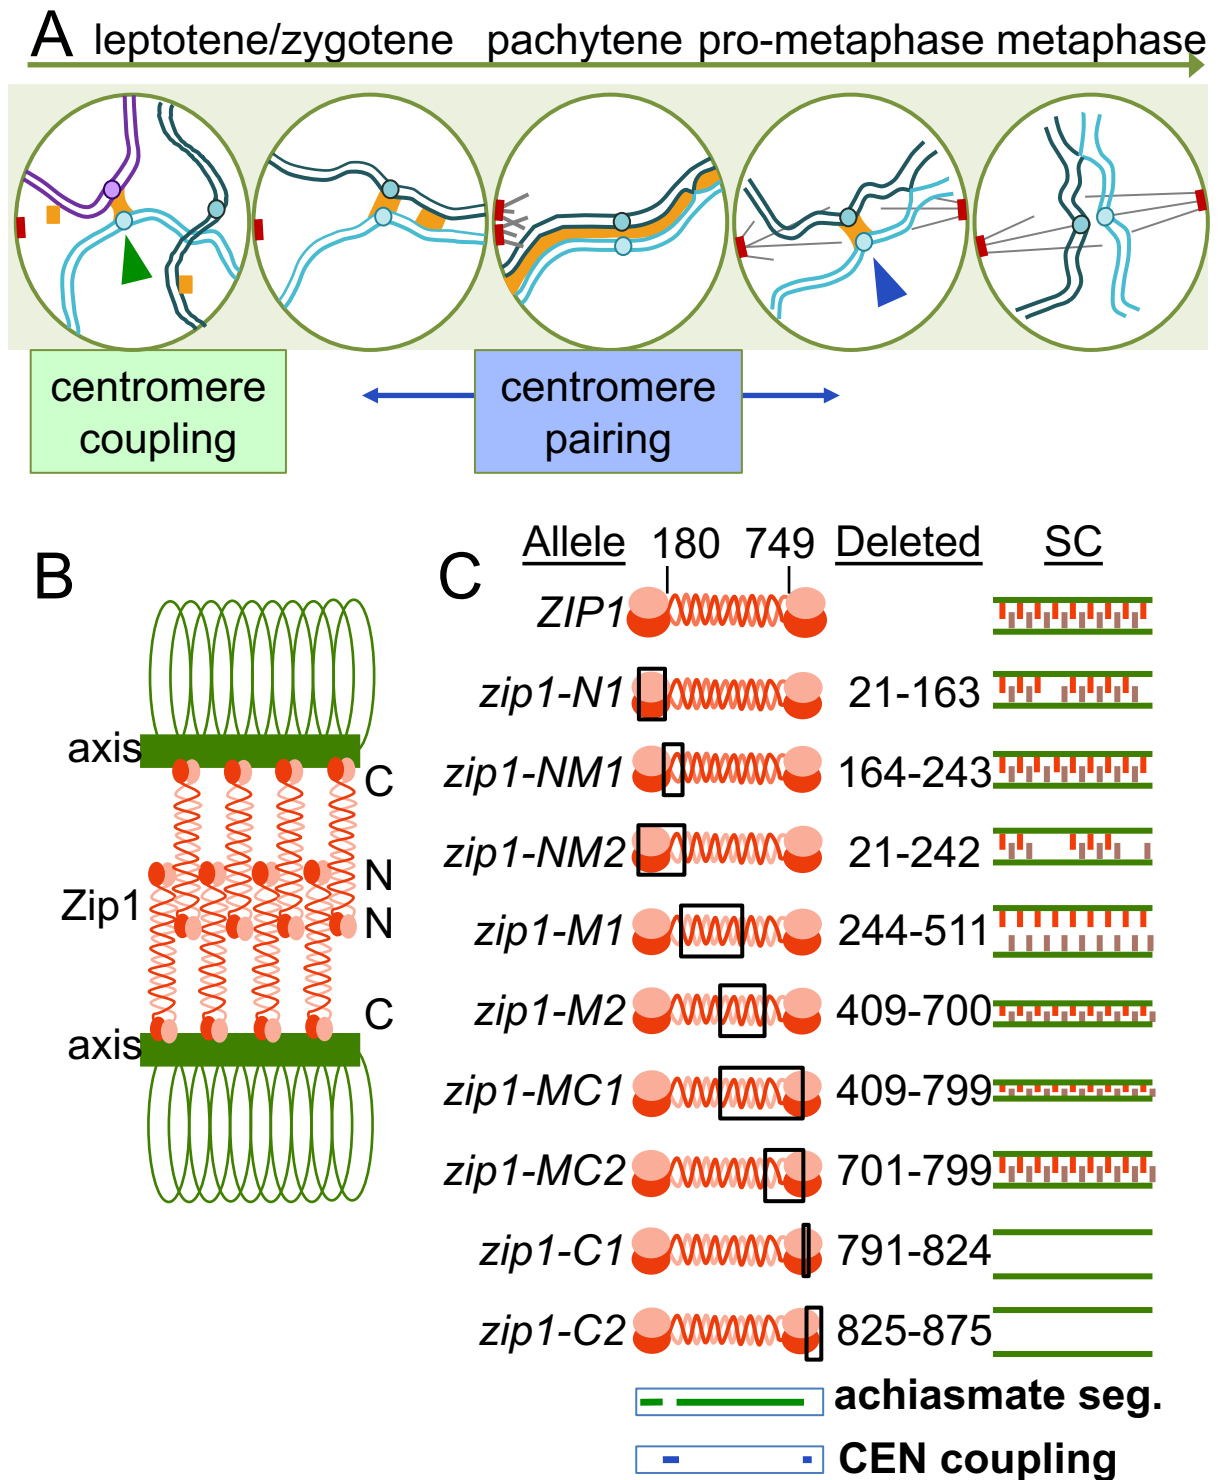 A
leptotene/zygotene pachytene pro-metaphase metaphase
centromere
coupling
centromere
pairing
B
axis
C
Zip1
N
N
C
axis
C
Allele 180 749 Deleted SC
ZIP1
zip1-N1 21-163
zip1-NM1 164-243
zip1-NM2 21-242
zip1-M1 244-511
zip1-M2 409-700
zip1-MC1 409-799
zip1-MC2 701-799
zip1-C1 791-824
zip1-C2 825-875
achiasmate seg.
CEN coupling